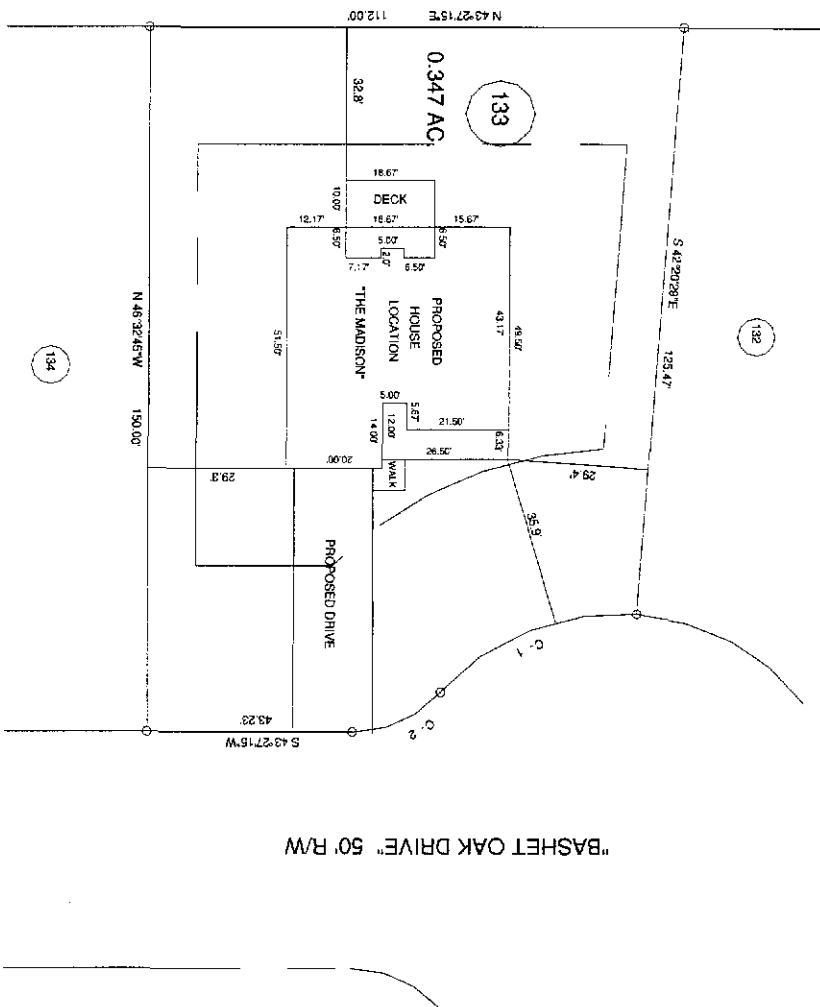 N 43°27'15"E 112.00'
32.8'
0.347 AC
133
18.67'
DECK
10.00'
12.17'
16.67'
15.67'
6.50'
6.50'
5.00'
2.0'
7.17'
6.50'
S 42°20'29"E 125.47'
132
PROPOSED
HOUSE
LOCATION
"THE MADISON"
43.17'
49.50'
51.50'
N 46°32'45"W 150.00'
134
5.00'
5.67'
12.00'
14.00'
21.50'
6.33'
26.50'
20.00'
WALK
29.3'
29.4'
35.9'
PROPOSED DRIVE
C-1
C-2
43.23'
S 43°27'15"W
"BASHET OAK DRIVE" 50' R/W